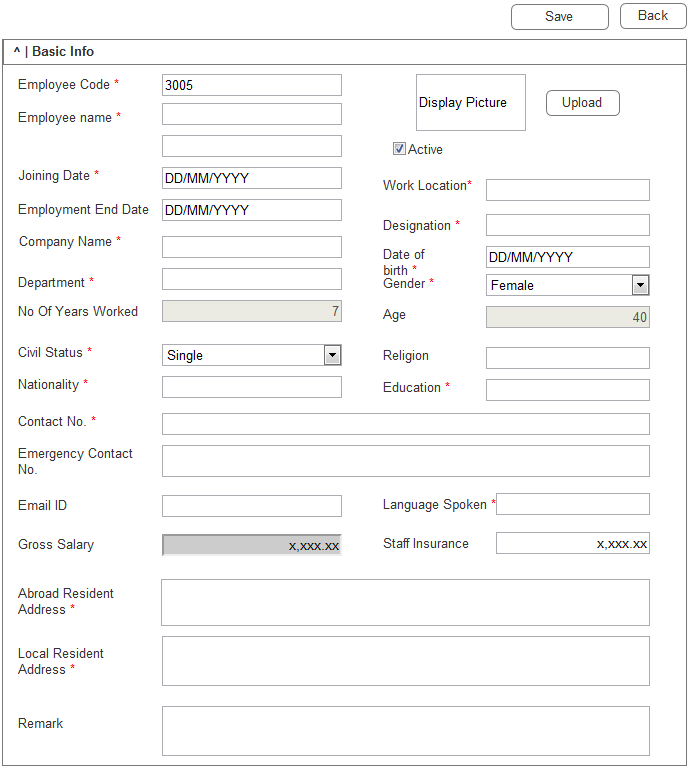 Save Back
^ | Basic Info
Employee Code * 3005
Display Picture Upload
Employee name *
Active
Joining Date * DD/MM/YYYY
Work Location*
Employment End Date DD/MM/YYYY
Designation *
Company Name *
Date of
birth * DD/MM/YYYY
Department *
Gender * Female
No Of Years Worked 7
Age 40
Civil Status * Single
Religion
Nationality *
Education *
Contact No. *
Emergency Contact
No.
Email ID
Language Spoken *
Gross Salary x,xxx.xx
Staff Insurance x,xxx.xx
Abroad Resident
Address *
Local Resident
Address *
Remark